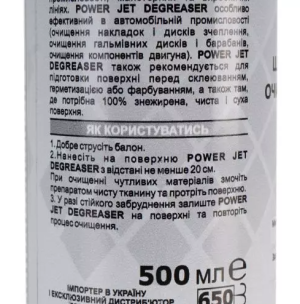 лініях. POWER JET DEGREASER особливо
ефективний в автомобільній промисловості
(очищення накладок і дисків зчеплення,
очищення гальмівних дисків і барабанів,
очищення компонентів двигуна). POWER JET
DEGREASER також рекомендується для
підготовки поверхні перед склеюванням,
герметизацією або фарбуванням, а також там,
де потрібна 100% знежирена, чиста і суха
поверхня.
ЯК КОРИСТУВАТИСЬ
1. Добре струсіть балон.
2. Нанесіть на поверхню POWER JET
DEGREASER з відстані не менше 20 см.
При очищенні чутливих матеріалів змочіть
препаратом чисту тканину та протріть поверхню.
3. У разі стійкого забруднення залиште POWER
JET DEGREASER на поверхні та повторіть
процес очищення.
500 мл e
ІМПОРТЕР В УКРАЇНУ
І ЕКСКЛЮЗИВНИЙ ДИСТРИБ'ЮТОР
650